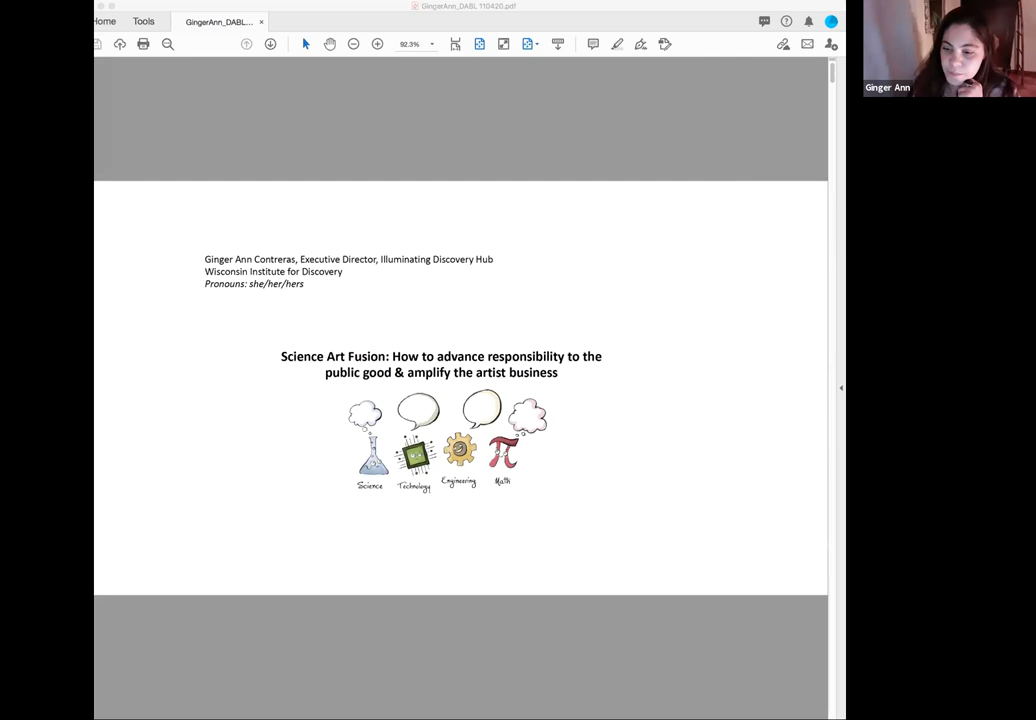 GingerAnn_DABL 110420.pdf
Home
Tools
GingerAnn_DABL...
92.3%
Ginger Ann
Ginger Ann Contreras, Executive Director, Illuminating Discovery Hub
Wisconsin Institute for Discovery
Pronouns: she/her/hers
Science Art Fusion: How to advance responsibility to the
public good & amplify the artist business
Science Technology Engineering Math